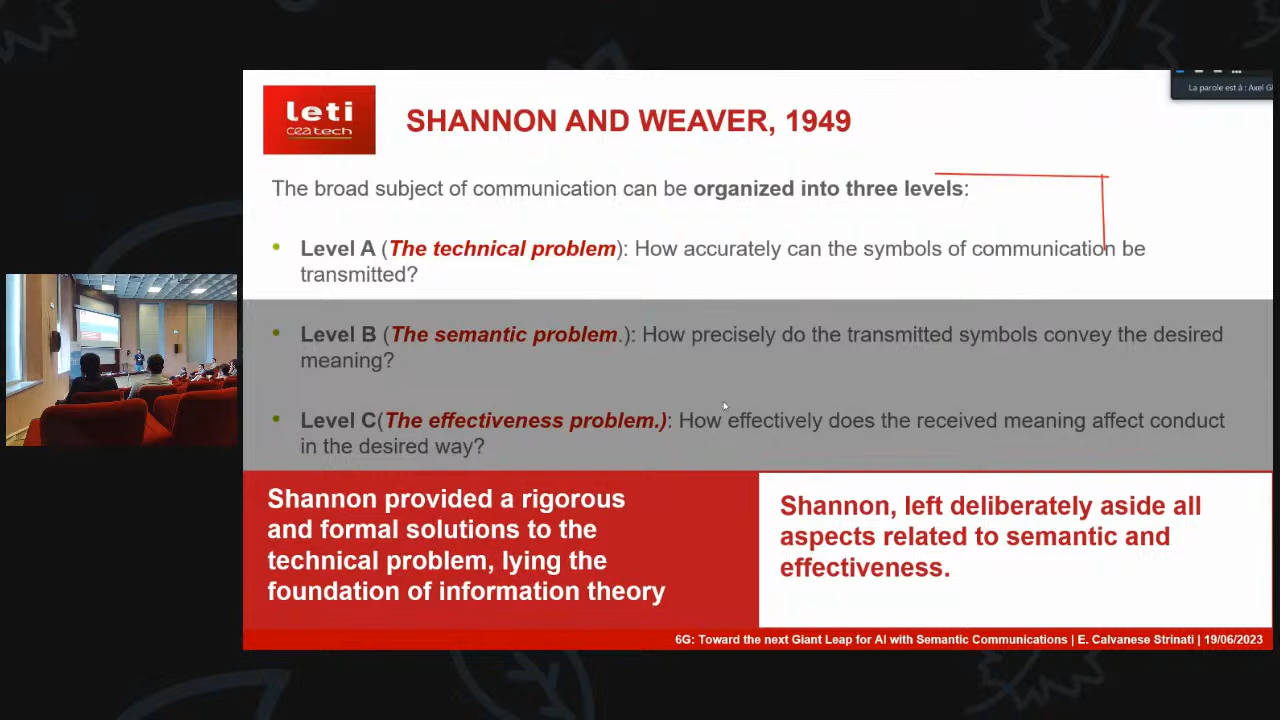 leti
ceatech
SHANNON AND WEAVER, 1949
La parole est à : Axel
The broad subject of communication can be organized into three levels:
• Level A (The technical problem): How accurately can the symbols of communication be
transmitted?
• Level B (The semantic problem.): How precisely do the transmitted symbols convey the desired
meaning?
• Level C(The effectiveness problem.): How effectively does the received meaning affect conduct
in the desired way?
Shannon provided a rigorous
and formal solutions to the
technical problem, lying the
foundation of information theory
Shannon, left deliberately aside all
aspects related to semantic and
effectiveness.
6G: Toward the next Giant Leap for AI with Semantic Communications | E. Calvanese Strinati | 19/06/2023